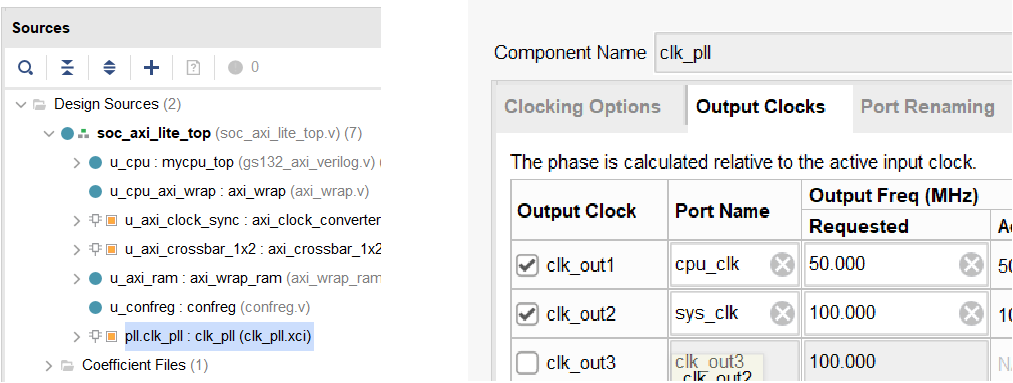 Sources
0
Design Sources (2)
soc_axi_lite_top (soc_axi_lite_top.v) (7)
u_cpu : mycpu_top (gs132_axi_verilog.v) (
u_cpu_axi_wrap : axi_wrap (axi_wrap.v)
u_axi_clock_sync : axi_clock_converter
u_axi_crossbar_1x2 : axi_crossbar_1x2
u_axi_ram : axi_wrap_ram (axi_wrap_ram
u_confreg : confreg (confreg.v)
pll.clk_pll : clk_pll (clk_pll.xci)
Coefficient Files (1)
Component Name clk_pll
Clocking Options Output Clocks Port Renaming
The phase is calculated relative to the active input clock.
Output Clock Port Name Output Freq (MHz)
Requested
clk_out1 cpu_clk 50.000
clk_out2 sys_clk 100.000
clk_out3 clk_out3 100.000
clk_out2